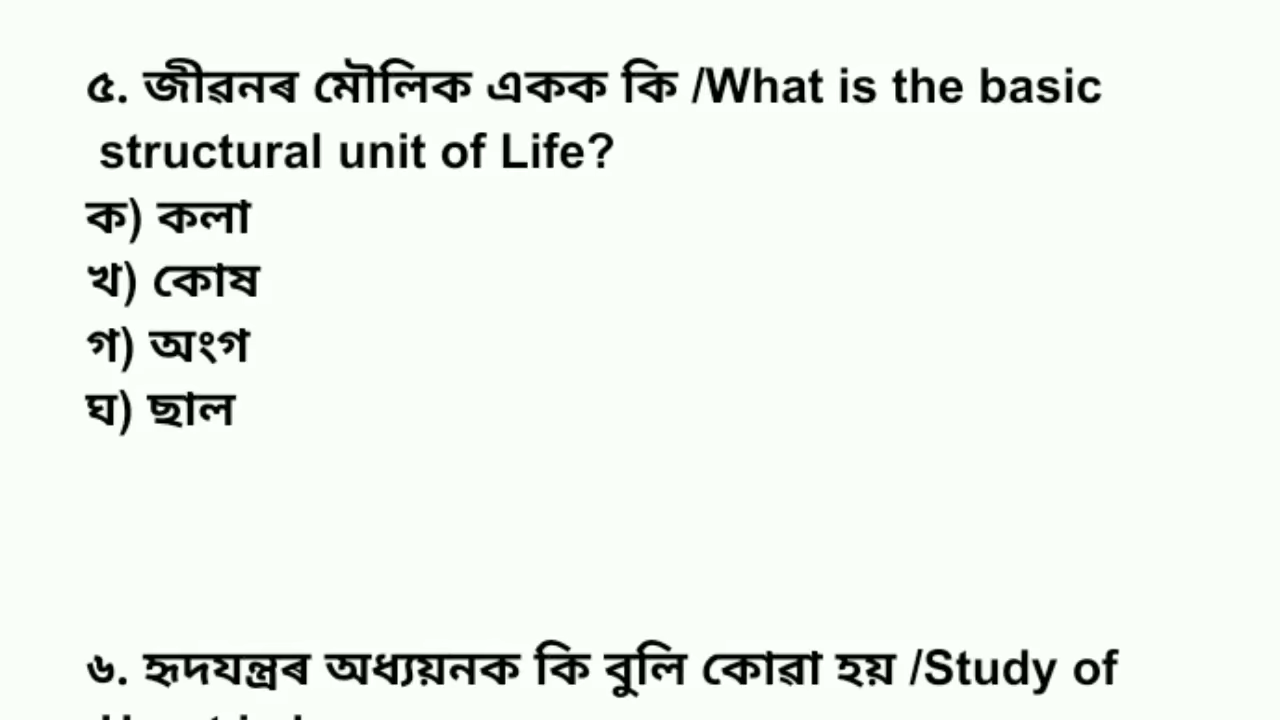 ৫. জীৱনৰ মৌলিক একক কি /What is the basic
structural unit of Life?
ক) কলা
খ) কোষ
গ) অংগ
ঘ) ছাল
৬. হৃদযন্ত্ৰৰ অধ্যয়নক কি বুলি কোৱা হয় /Study of